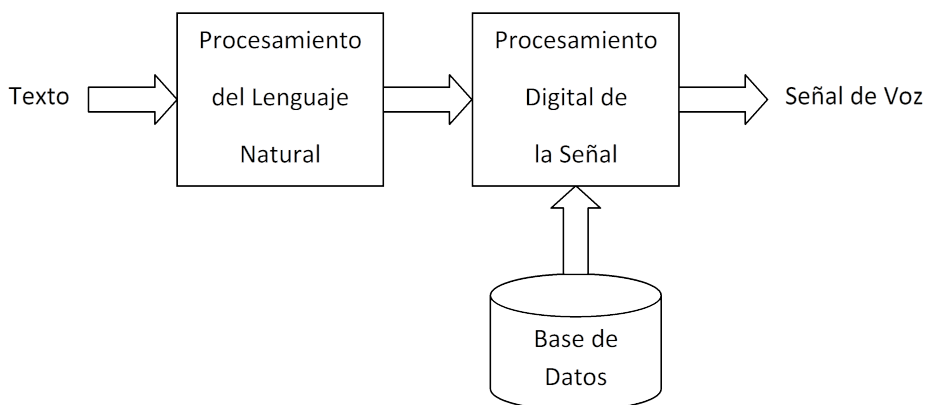 Texto
Procesamiento
del Lenguaje
Natural
Procesamiento
Digital de
la Señal
Señal de Voz
Base de
Datos